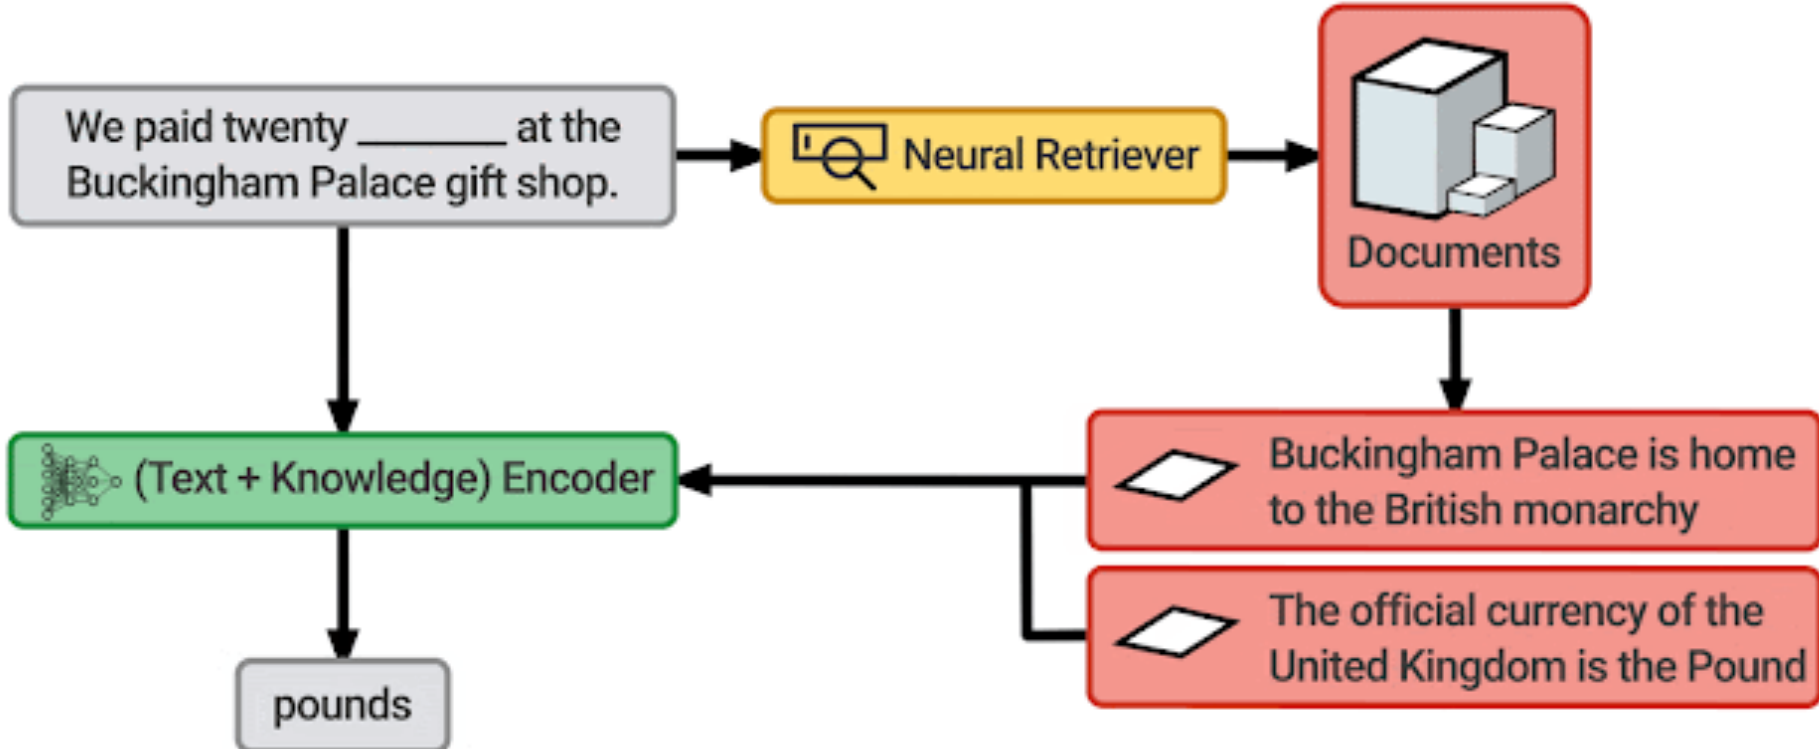 We paid twenty _______ at the
Buckingham Palace gift shop.
Neural Retriever
Documents
(Text + Knowledge) Encoder
Buckingham Palace is home
to the British monarchy
The official currency of the
United Kingdom is the Pound
pounds